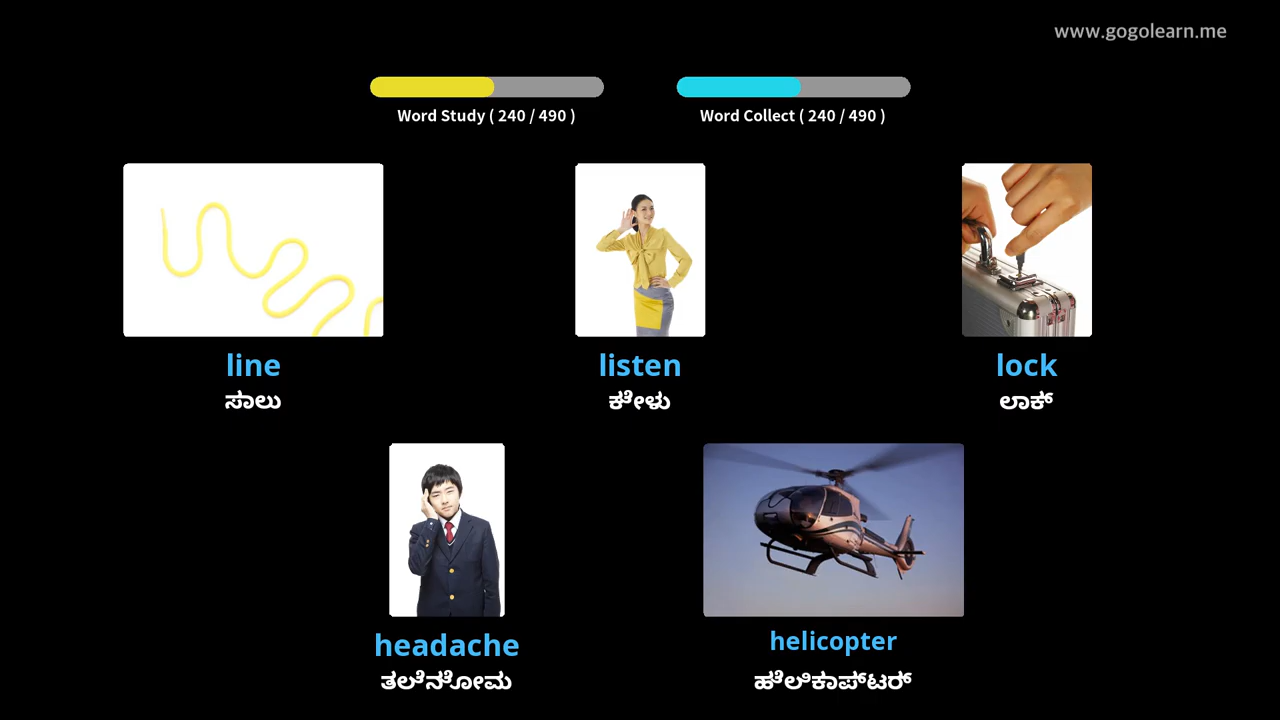 www.gogolearn.me
Word Study ( 240 / 490 )
Word Collect ( 240 / 490 )
line
ಸಾಲು
listen
ಕೇಳು
lock
ಲಾಕ್
headache
ತಲೆನೋಮ
helicopter
ಹೆಲಿಕಾಪ್ಟರ್